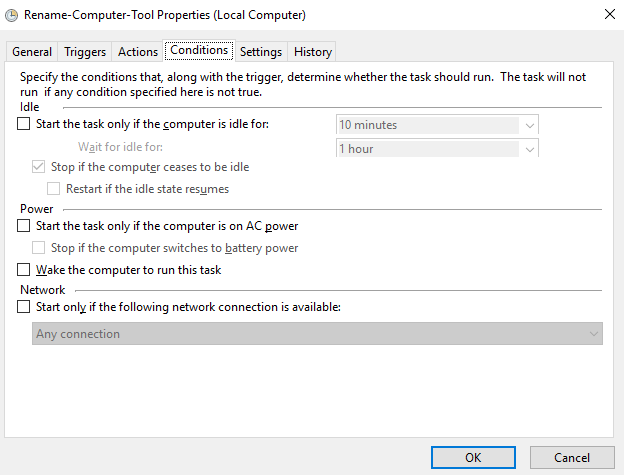 Rename-Computer-Tool Properties (Local Computer)
General Triggers Actions Conditions Settings History
Specify the conditions that, along with the trigger, determine whether the task should run. The task will not
run if any condition specified here is not true.
Idle
Start the task only if the computer is idle for: 10 minutes
Wait for idle for: 1 hour
Stop if the computer ceases to be idle
Restart if the idle state resumes
Power
Start the task only if the computer is on AC power
Stop if the computer switches to battery power
Wake the computer to run this task
Network
Start only if the following network connection is available:
Any connection
OK Cancel